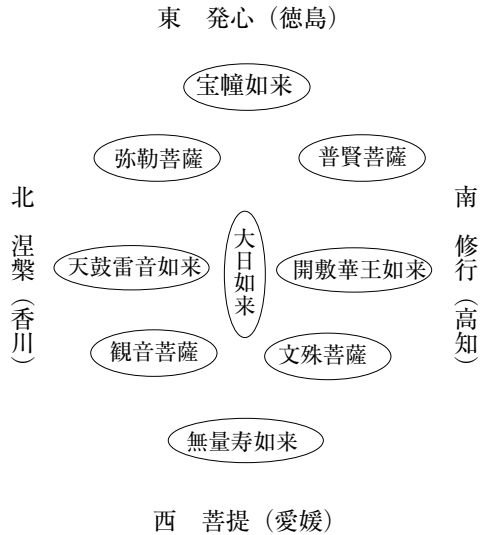 東　発心（徳島）
宝幢如来
弥勒菩薩
普賢菩薩
北　涅槃（香川）
南　修行（高知）
大日如来
天鼓雷音如来
開敷華王如来
観音菩薩
文殊菩薩
無量寿如来
西　菩提（愛媛）